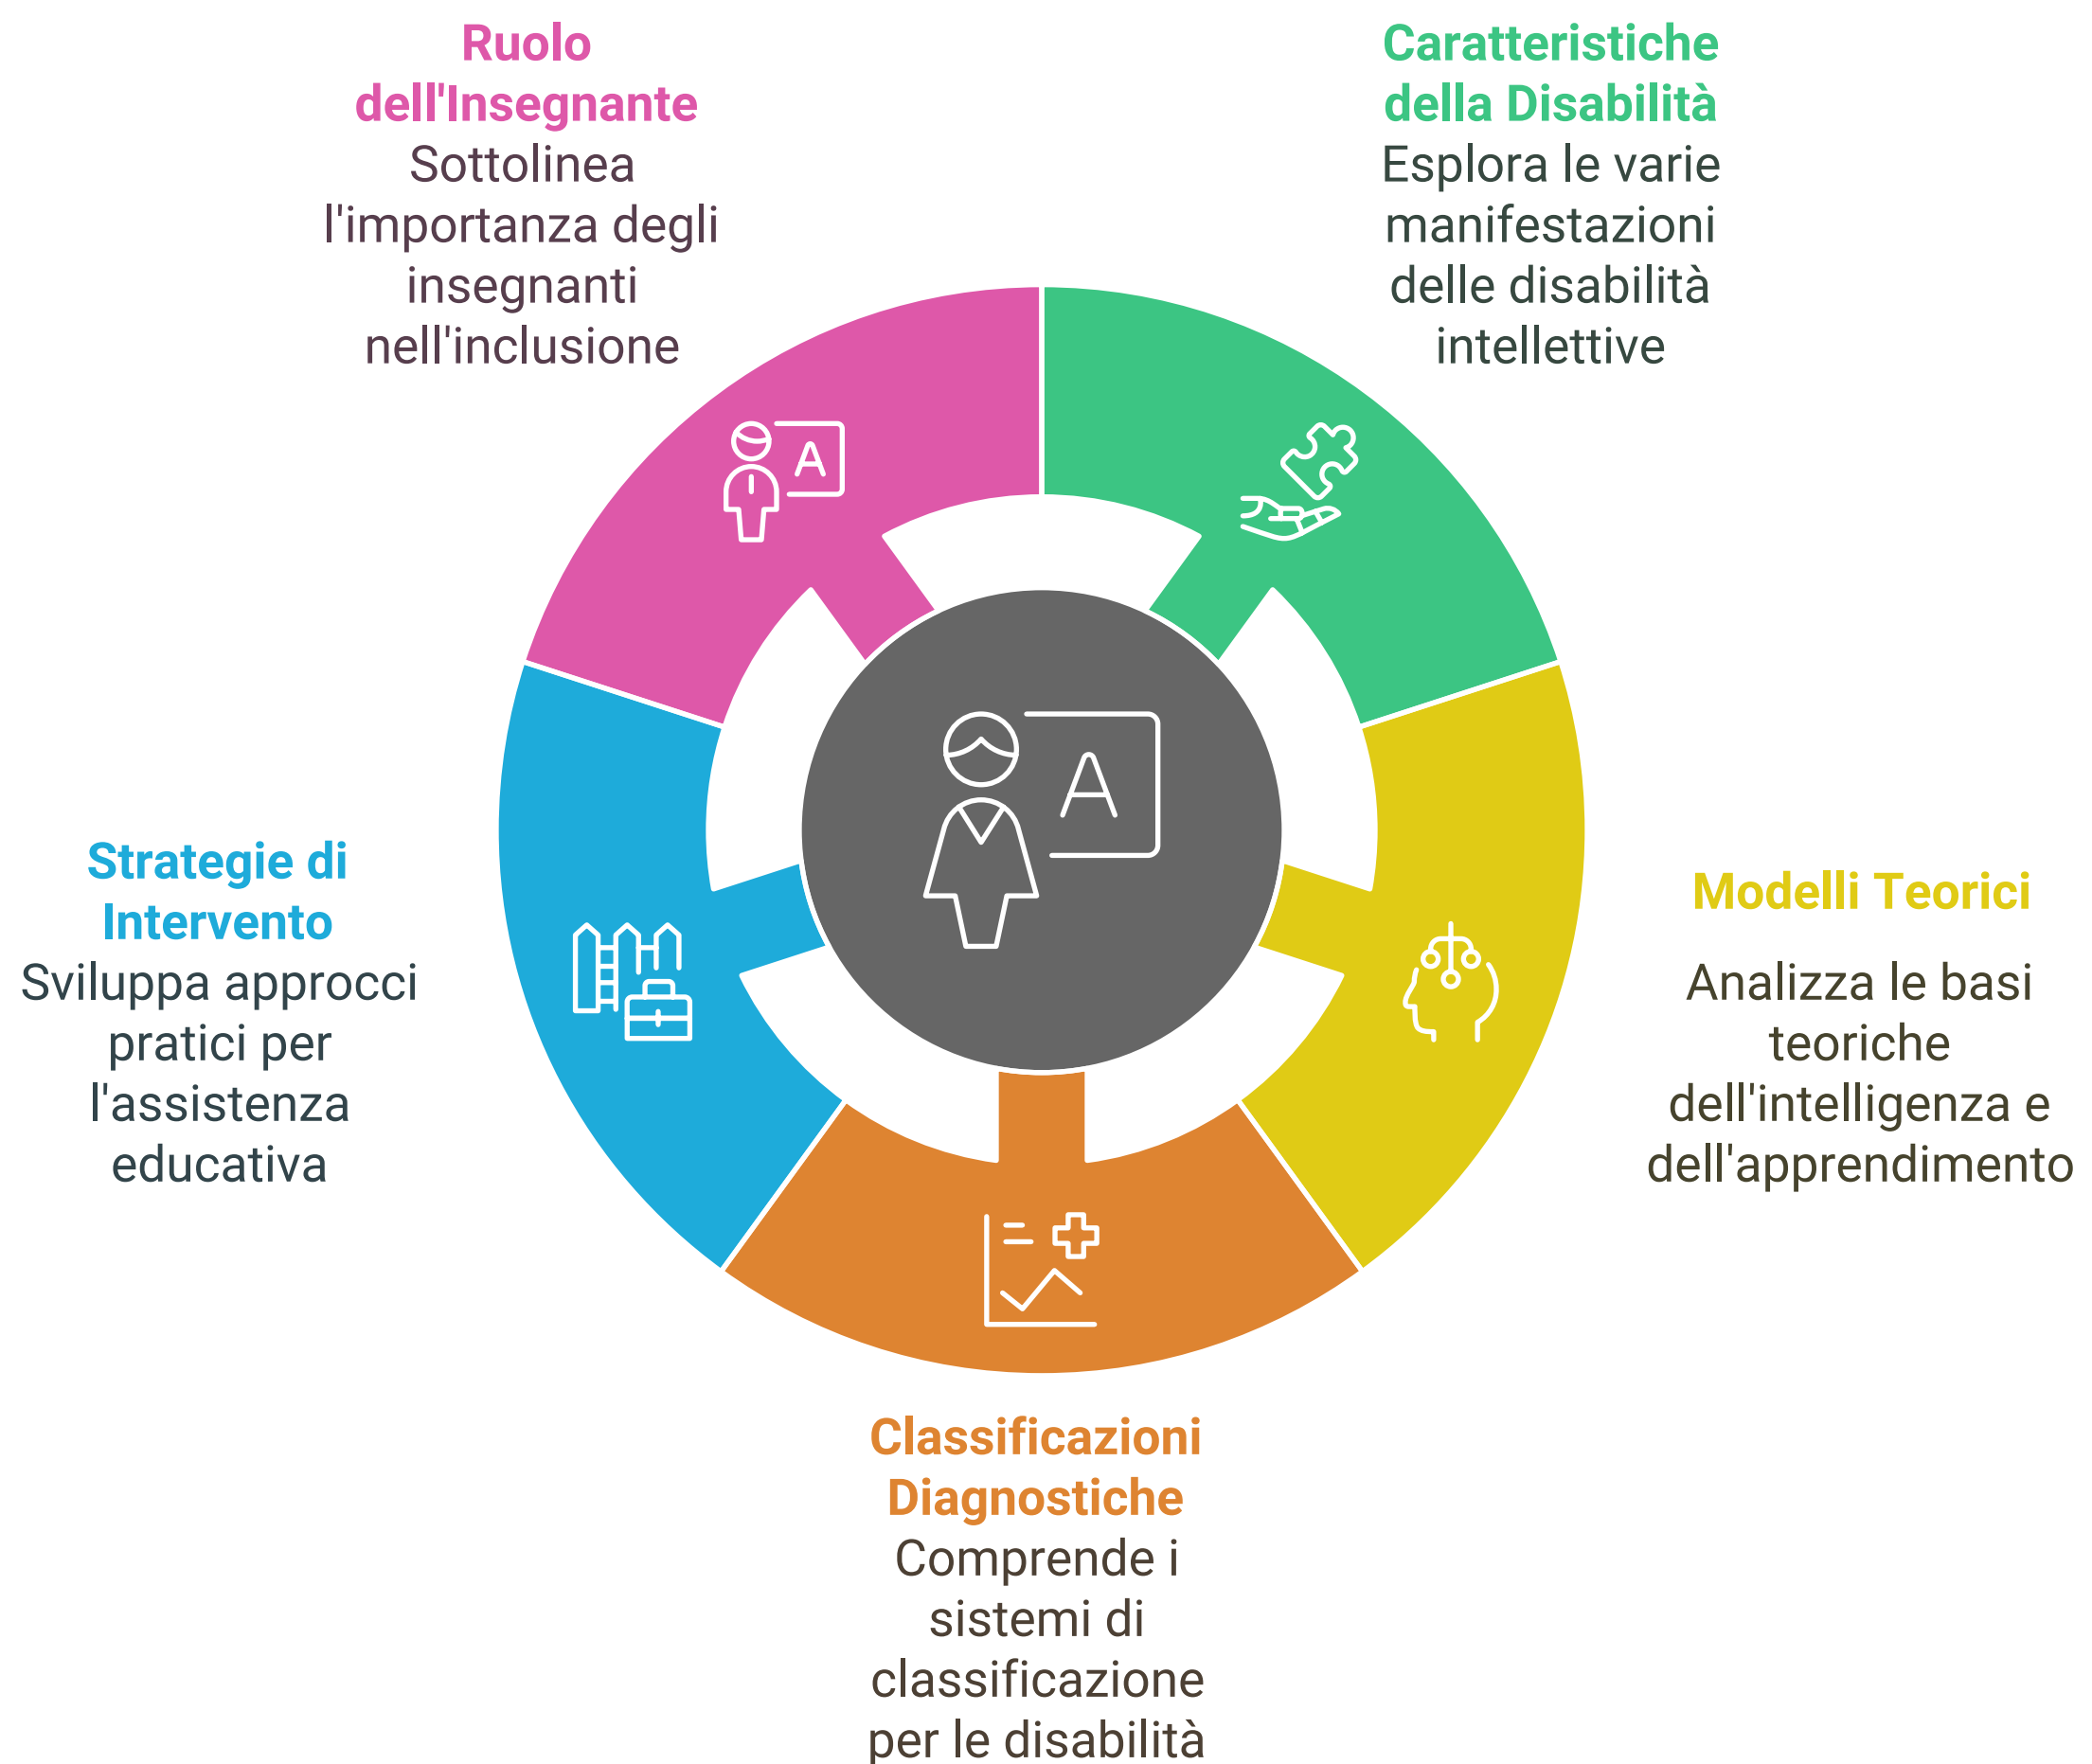 Ruolo
dell'Insegnante
Sottolinea
l'importanza degli
insegnanti
nell'inclusione
Caratteristiche
della Disabilità
Esplora le varie
manifestazioni
delle disabilità
intellettive
A
A
Strategie di
Intervento
Sviluppa approcci
pratici per
l'assistenza
educativa
Modelli Teorici
Analizza le basi
teoriche
dell'intelligenza e
dell'apprendimento
Classificazioni
Diagnostiche
Comprende i
sistemi di
classificazione
per le disabilità